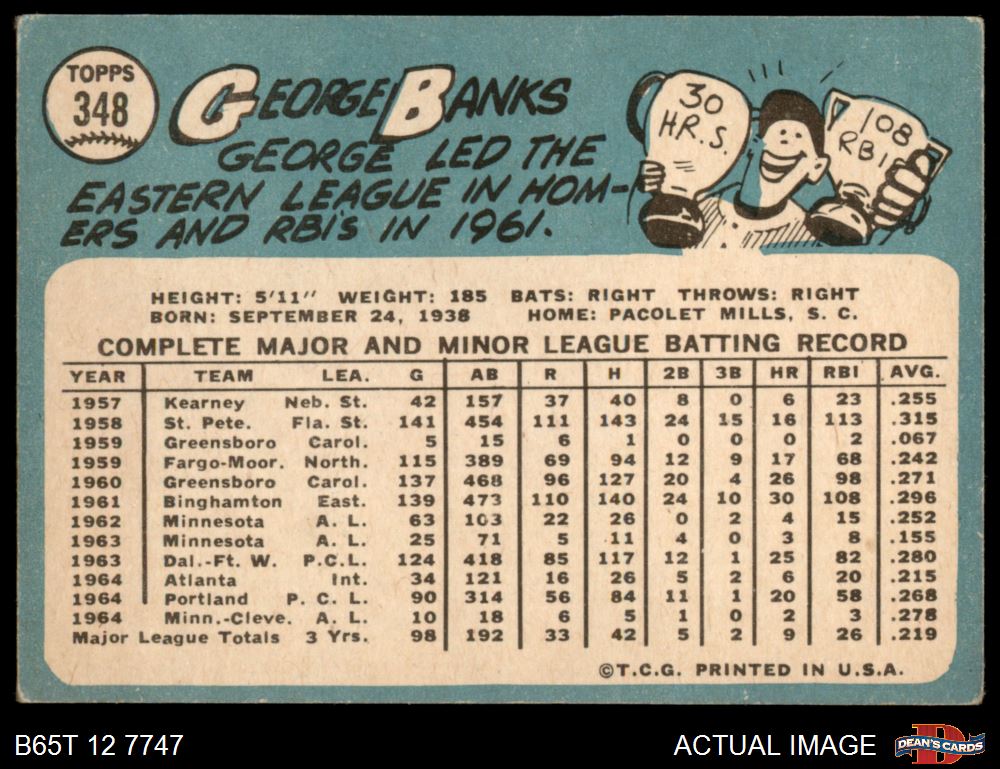 TOPPS
348
GEORGE BANKS
GEORGE LED THE
EASTERN LEAGUE IN HOM-
ERS AND RBI'S IN 1961.
30
HR.S.
108
RBI
HEIGHT: 5'11" WEIGHT: 185 BATS: RIGHT THROWS: RIGHT
BORN: SEPTEMBER 24, 1938 HOME: PACOLET MILLS, S. C.
COMPLETE MAJOR AND MINOR LEAGUE BATTING RECORD
YEAR TEAM LEA. G AB R H 2B 3B HR RBI AVG.
1957 Kearney Neb. St. 42 157 37 40 8 0 6 23 .255
1958 St. Pete. Fla. St. 141 454 111 143 24 15 16 113 .315
1959 Greensboro Carol. 5 15 6 1 0 0 0 2 .067
1959 Fargo-Moor. North. 115 389 69 94 12 9 17 68 .242
1960 Greensboro Carol. 137 468 96 127 20 4 26 98 .271
1961 Binghamton East. 139 473 110 140 24 10 30 108 .296
1962 Minnesota A. L. 63 103 22 26 0 2 4 15 .252
1963 Minnesota A. L. 25 71 5 11 4 0 3 8 .155
1963 Dal.-Ft. W. P.C.L. 124 418 85 117 12 1 25 82 .280
1964 Atlanta Int. 34 121 16 26 5 2 6 20 .215
1964 Portland P. C. L. 90 314 56 84 11 1 20 58 .268
1964 Minn.-Cleve. A. L. 10 18 6 5 1 0 2 3 .278
Major League Totals 3 Yrs. 98 192 33 42 5 2 9 26 .219
©T.C.G. PRINTED IN U.S.A.
B65T 12 7747
ACTUAL IMAGE
D
DEAN'S CARDS